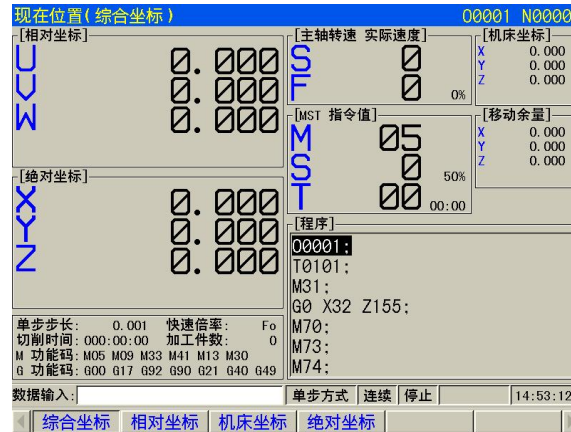 现在位置(综合坐标) O0001 N0000
[相对坐标]
U 0.000
V 0.000
W 0.000
[主轴转速 实际速度]
S 0
F 0 0%
[机床坐标]
X 0.000
Y 0.000
Z 0.000
[MST 指令值]
M 05
S 0 50%
T 00 00:00
[移动余量]
X 0.000
Y 0.000
Z 0.000
[绝对坐标]
X 0.000
Y 0.000
Z 0.000
[程序]
O0001;
T0101;
M31;
G0 X32 Z155;
M70;
M73;
M74;
单步步长: 0.001 快速倍率: Fo
切削时间: 000:00:00 加工件数: 0
M 功能码: M05 M09 M33 M41 M13 M30
G 功能码: G00 G17 G92 G90 G21 G40 G49
数据输入: 单步方式 连续 停止 14:53:12
综合坐标 相对坐标 机床坐标 绝对坐标